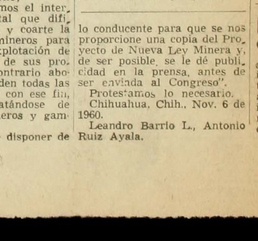 mos el inter
tal que difi
y coarte la
mineros para
xplotación de
de sus pro
ontrario abo
den todas las
con ese fin,
atándose de
eros y gam-
disponer de
lo conducente para que se nos
proporcione una copia del Pro-
yecto de Nueva Ley Minera y,
de ser posible, se le dé publi-
cidad en la prensa, antes de
ser enviada al Congreso".
Protestamos lo necesario.
Chihuahua, Chih., Nov. 6 de
1960.
Leandro Barrio L., Antonio
Ruiz Ayala.